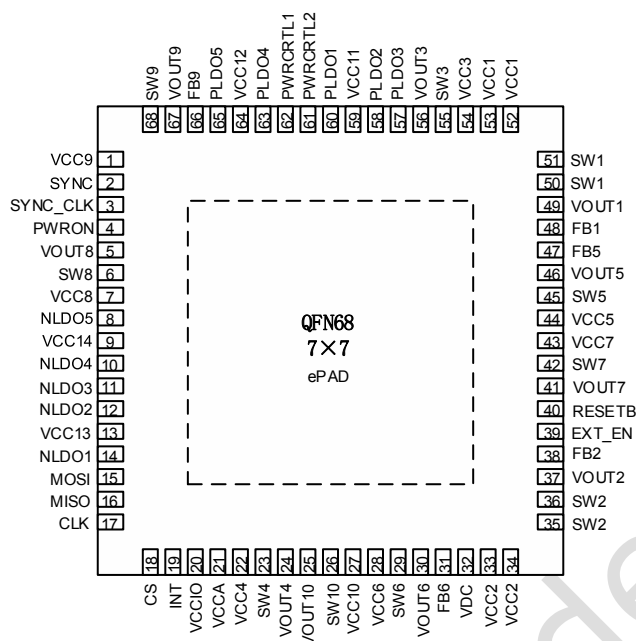 SW9 VOUT9 FB9 PLDO5 VCC12 PLDO4 PWRCRTL1 PWRCRTL2 PLDO1 VCC11 PLDO2 PLDO3 VOUT3 SW3 VCC3 VCC1 VCC1
68 67 66 65 64 63 62 61 60 59 58 57 56 55 54 53 52
VCC9 1
SYNC 2
SYNC_CLK 3
PWRON 4
VOUT8 5
SW8 6
VCC8 7
NLDO5 8
VCC14 9
NLDO4 10
NLDO3 11
NLDO2 12
VCC13 13
NLDO1 14
MOSI 15
MISO 16
CLK 17
QFN68
7×7
ePAD
51 SW1
50 SW1
49 VOUT1
48 FB1
47 FB5
46 VOUT5
45 SW5
44 VCC5
43 VCC7
42 SW7
41 VOUT7
40 RESETB
39 EXT_EN
38 FB2
37 VOUT2
36 SW2
35 SW2
18 19 20 21 22 23 24 25 26 27 28 29 30 31 32 33 34
CS INT VCCIO VCCA VCC4 SW4 VOUT4 VOUT10 SW10 VCC10 VCC6 SW6 VOUT6 FB6 VDC VCC2 VCC2